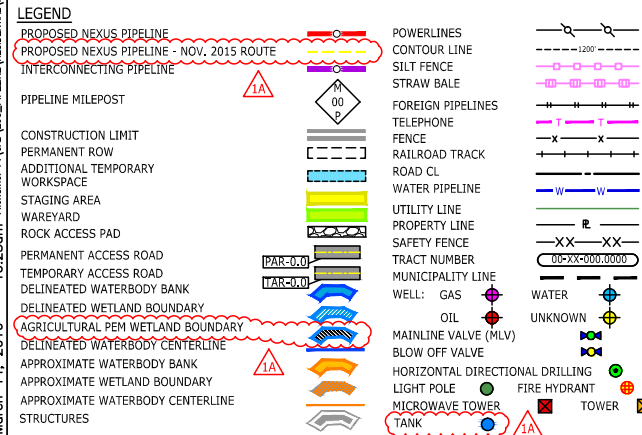 LEGEND
PROPOSED NEXUS PIPELINE
PROPOSED NEXUS PIPELINE - NOV. 2015 ROUTE
INTERCONNECTING PIPELINE
1A
PIPELINE MILEPOST
M
00
P
CONSTRUCTION LIMIT
PERMANENT ROW
ADDITIONAL TEMPORARY
WORKSPACE
STAGING AREA
WAREYARD
ROCK ACCESS PAD
PERMANENT ACCESS ROAD
PAR-0.0
TEMPORARY ACCESS ROAD
TAR-0.0
DELINEATED WATERBODY BANK
DELINEATED WETLAND BOUNDARY
AGRICULTURAL PEM WETLAND BOUNDARY
DELINEATED WATERBODY CENTERLINE
1A
APPROXIMATE WATERBODY BANK
APPROXIMATE WETLAND BOUNDARY
APPROXIMATE WATERBODY CENTERLINE
STRUCTURES
POWERLINES
CONTOUR LINE 1200'
SILT FENCE
STRAW BALE
FOREIGN PIPELINES
TELEPHONE T T
FENCE X X
RAILROAD TRACK
ROAD CL
WATER PIPELINE W W
UTILITY LINE
PROPERTY LINE PL
SAFETY FENCE XX XX
TRACT NUMBER 00-XX-000.0000
MUNICIPALITY LINE
WELL: GAS WATER
OIL UNKNOWN
MAINLINE VALVE (MLV)
BLOW OFF VALVE
HORIZONTAL DIRECTIONAL DRILLING
LIGHT POLE FIRE HYDRANT
MICROWAVE TOWER TOWER
TANK 1A